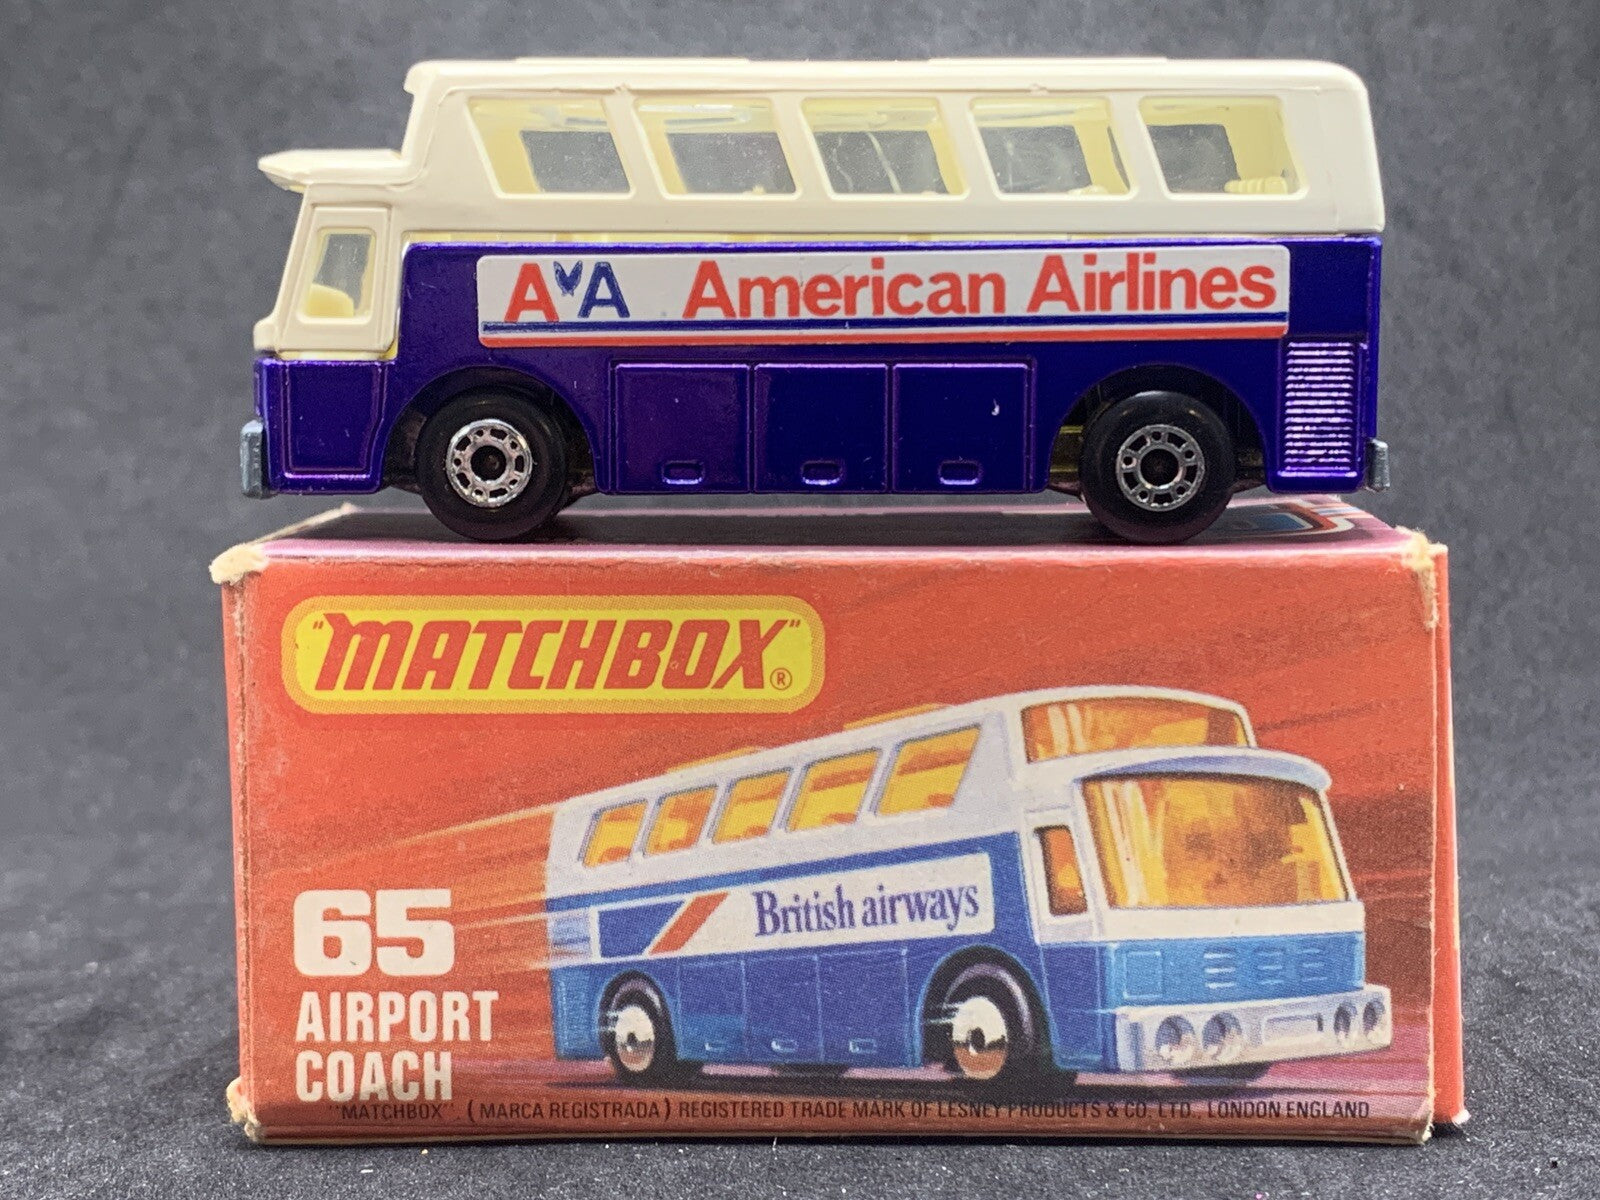 AA American Airlines
"MATCHBOX"®
British airways
65
AIRPORT
COACH
"MATCHBOX". (MARCA REGISTRADA) REGISTERED TRADE MARK OF LESNEY PRODUCTS & CO. LTD., LONDON ENGLAND